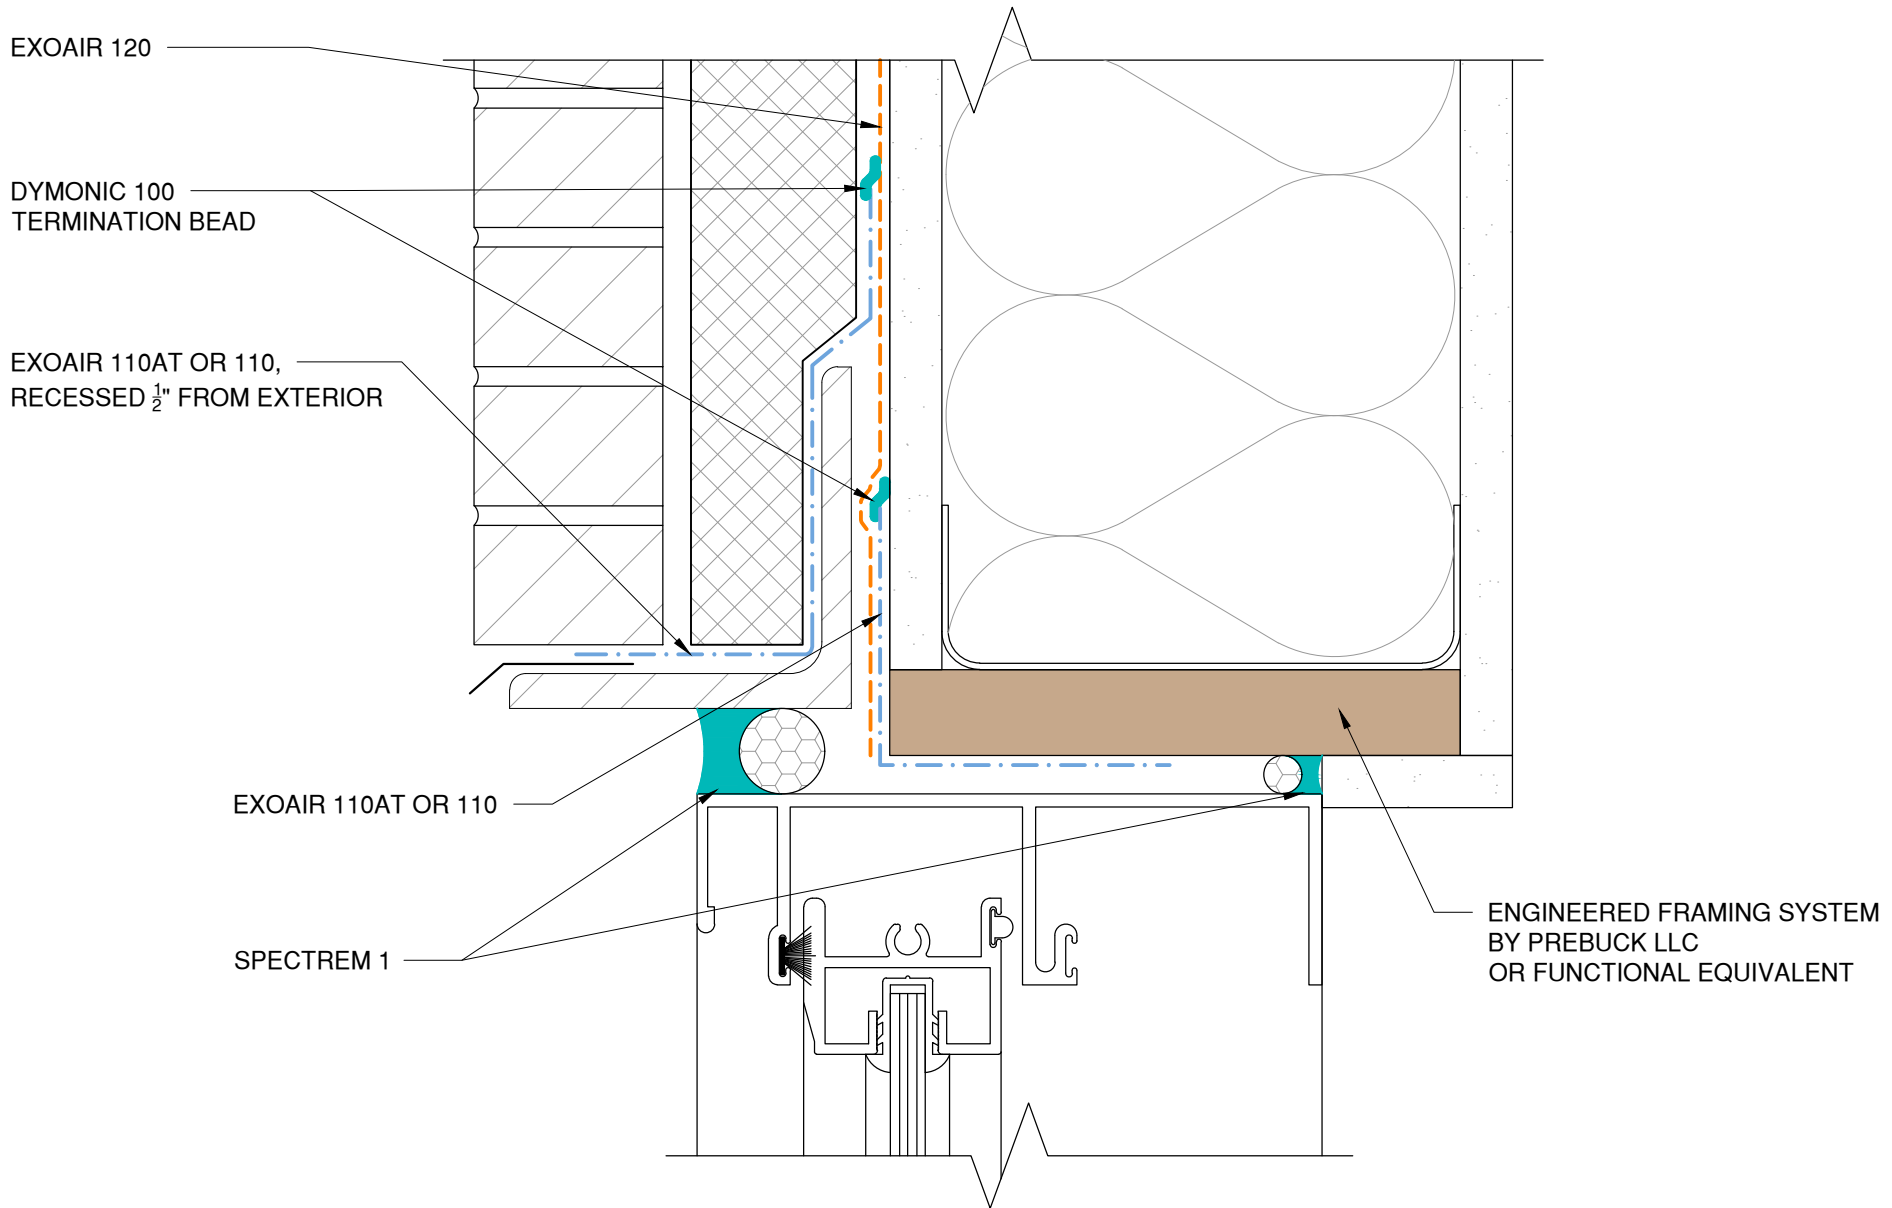 EXOAIR 120
DYMONIC 100
TERMINATION BEAD
EXOAIR 110AT OR 110,
RECESSED ½" FROM EXTERIOR
EXOAIR 110AT OR 110
SPECTREM 1
ENGINEERED FRAMING SYSTEM
BY PREBUCK LLC
OR FUNCTIONAL EQUIVALENT